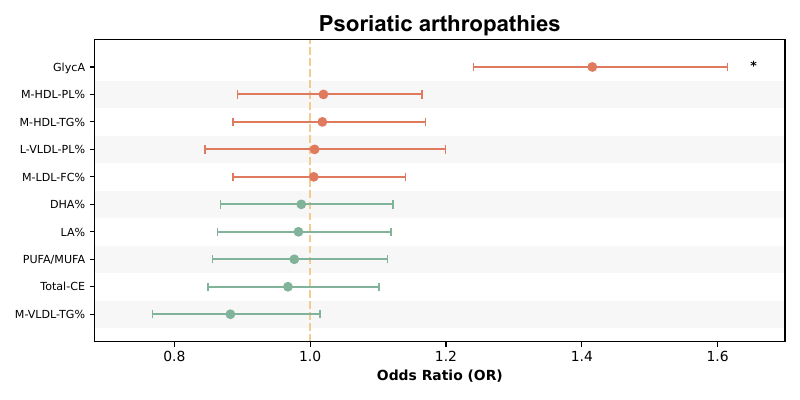 Psoriatic arthropathies
GlycA
*
M-HDL-PL%
M-HDL-TG%
L-VLDL-PL%
M-LDL-FC%
DHA%
LA%
PUFA/MUFA
Total-CE
M-VLDL-TG%
0.8 1.0 1.2 1.4 1.6
Odds Ratio (OR)